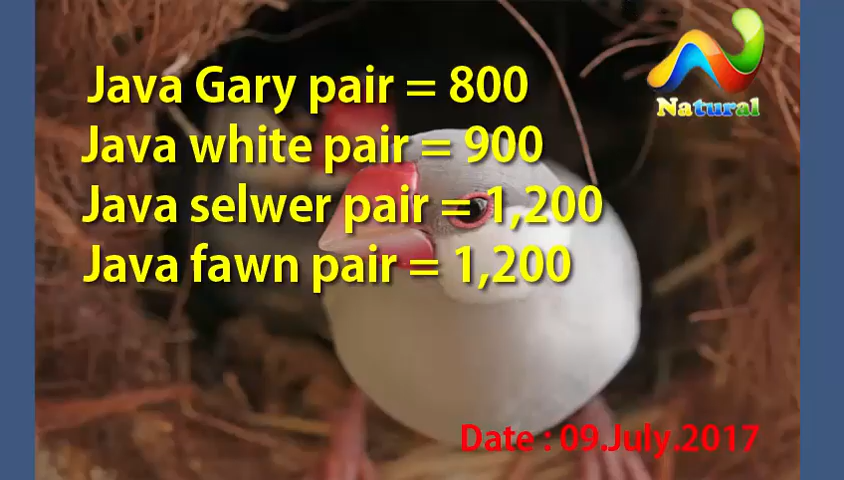 Natural
Java Gary pair = 800
Java white pair = 900
Java selwer pair = 1,200
Java fawn pair = 1,200
Date : 09.July.2017